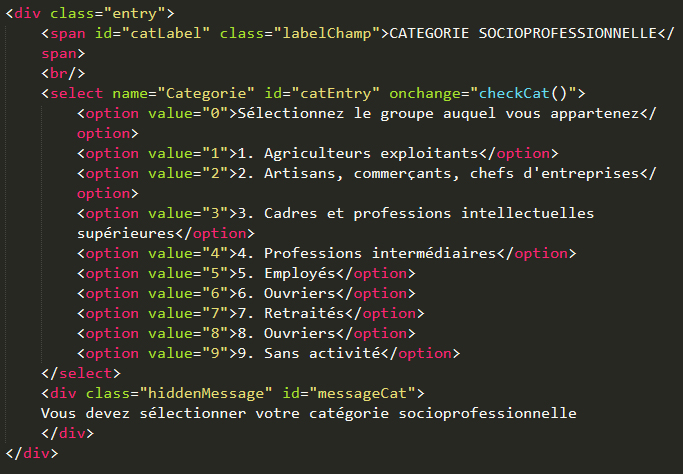 <div class="entry">
<span id="catLabel" class="labelChamp">CATEGORIE SOCIOPROFESSIONNELLE</
span>
<br/>
<select name="Categorie" id="catEntry" onchange="checkCat()">
<option value="0">Sélectionnez le groupe auquel vous appartenez</
option>
<option value="1">1. Agriculteurs exploitants</option>
<option value="2">2. Artisans, commerçants, chefs d'entreprises</
option>
<option value="3">3. Cadres et professions intellectuelles
supérieures</option>
<option value="4">4. Professions intermédiaires</option>
<option value="5">5. Employés</option>
<option value="6">6. Ouvriers</option>
<option value="7">7. Retraités</option>
<option value="8">8. Ouvriers</option>
<option value="9">9. Sans activité</option>
</select>
<div class="hiddenMessage" id="messageCat">
Vous devez sélectionner votre catégorie socioprofessionnelle
</div>
</div>